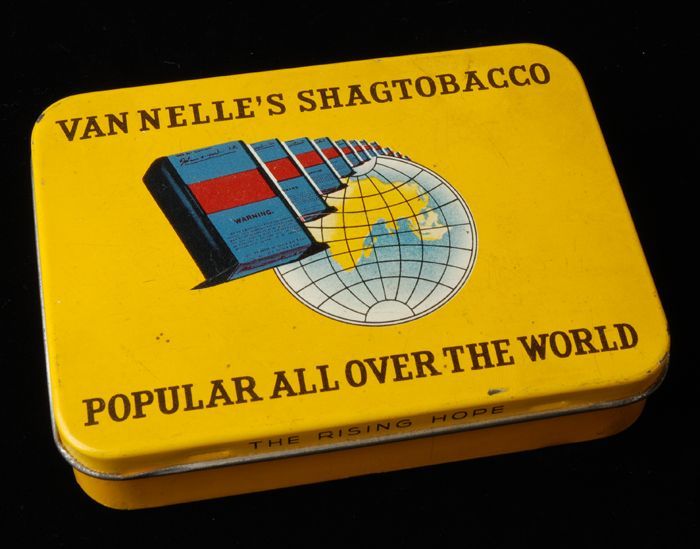 VAN NELLE'S SHAGTOBACCO
WARNING.
POPULAR ALL OVER THE WORLD
THE RISING HOPE